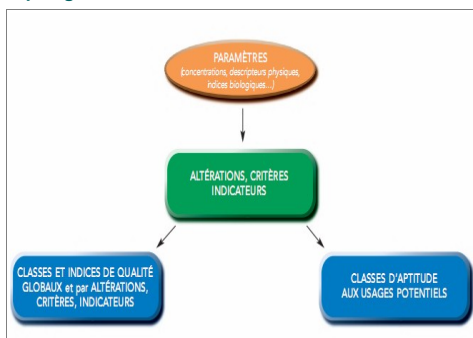 PARAMÈTRES
(concentrations, descripteurs physiques,
indices biologiques...)
ALTÉRATIONS, CRITÈRES
INDICATEURS
CLASSES ET INDICES DE QUALITÉ
GLOBAUX et par ALTÉRATIONS,
CRITÈRES, INDICATEURS
CLASSES D'APTITUDE
AUX USAGES POTENTIELS